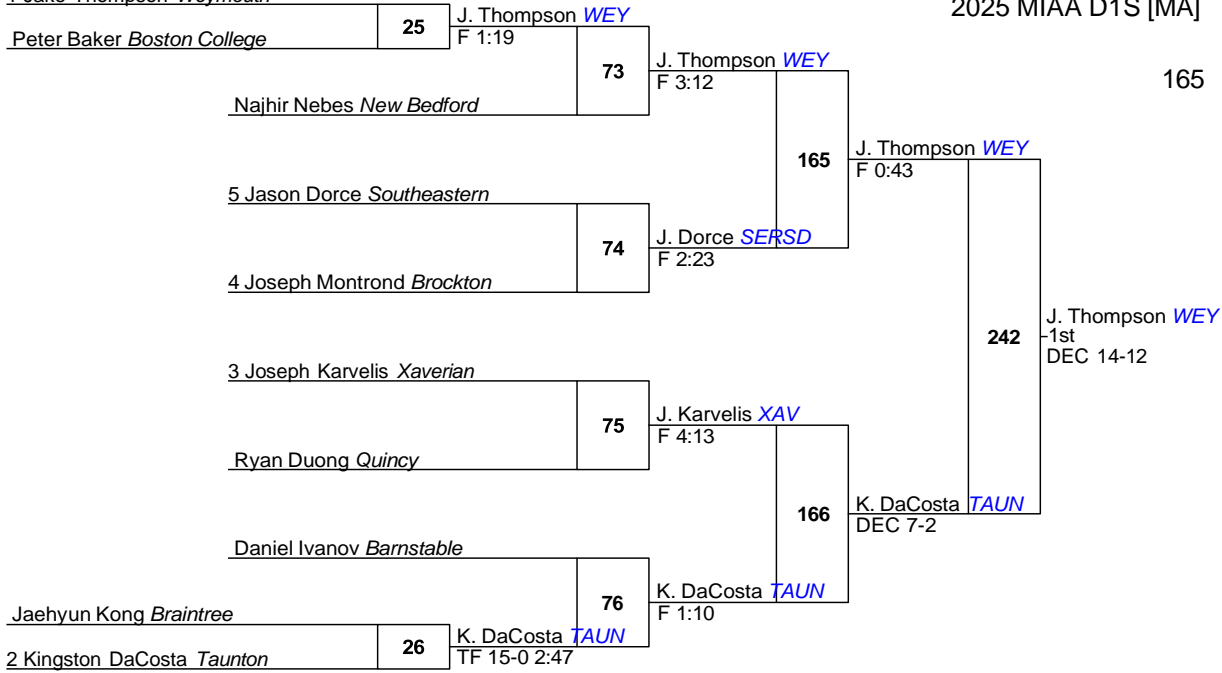 1 Jake Thompson Weymouth
2025 MIAA D1S [MA]
165
J. Thompson WEY
25
F 1:19
Peter Baker Boston College
J. Thompson WEY
73
F 3:12
Najhir Nebes New Bedford
J. Thompson WEY
165
F 0:43
5 Jason Dorce Southeastern
J. Dorce SERSD
74
F 2:23
4 Joseph Montrond Brockton
J. Thompson WEY
242
1st
DEC 14-12
3 Joseph Karvelis Xaverian
J. Karvelis XAV
75
F 4:13
Ryan Duong Quincy
K. DaCosta TAUN
166
DEC 7-2
Daniel Ivanov Barnstable
K. DaCosta TAUN
76
F 1:10
Jaehyun Kong Braintree
K. DaCosta TAUN
26
TF 15-0 2:47
2 Kingston DaCosta Taunton